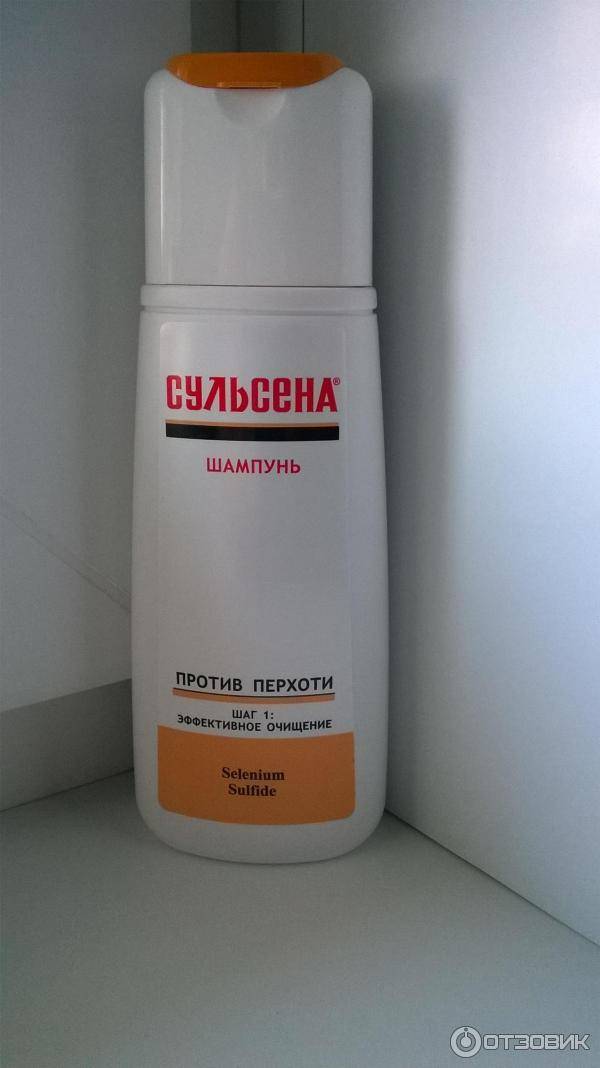 СУЛЬСЕНА®
ШАМПУНЬ
ПРОТИВ ПЕРХОТИ
ШАГ 1:
ЭФФЕКТИВНОЕ ОЧИЩЕНИЕ
Selenium
Sulfide
ОТЗОВИК